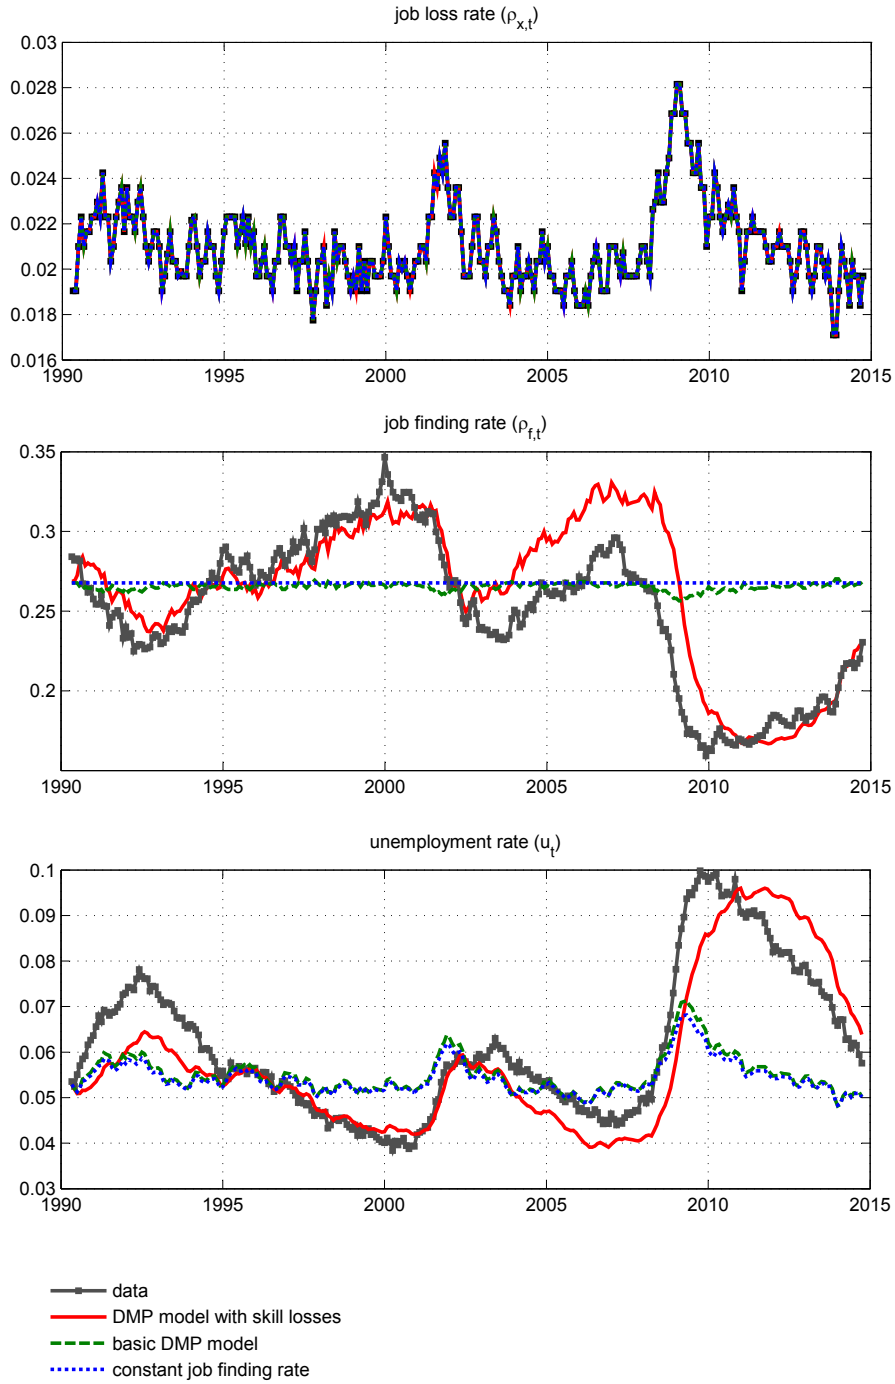 job loss rate (ρx,t)
0.03
0.028
0.026
0.024
0.022
0.02
0.018
0.016
1990 1995 2000 2005 2010 2015
job finding rate (ρf,t)
0.35
0.3
0.25
0.2
1990 1995 2000 2005 2010 2015
unemployment rate (ut)
0.1
0.09
0.08
0.07
0.06
0.05
0.04
0.03
1990 1995 2000 2005 2010 2015
data
DMP model with skill losses
basic DMP model
constant job finding rate